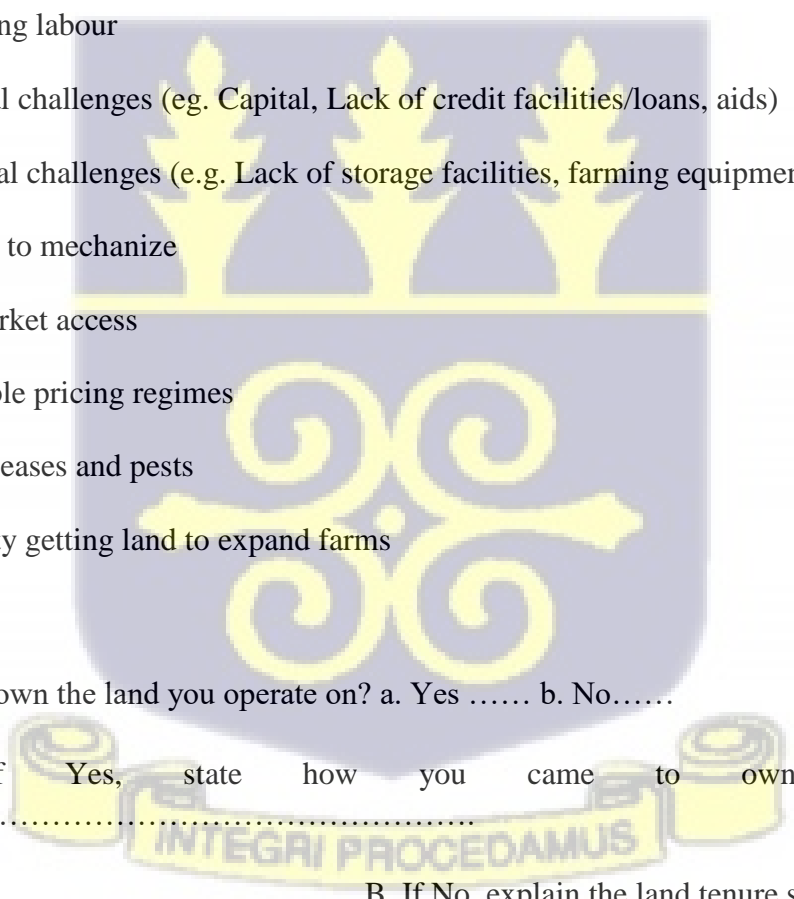 ng labour
l challenges (eg. Capital, Lack of credit facilities/loans, aids)
al challenges (e.g. Lack of storage facilities, farming equipmen
to mechanize
rket access
ble pricing regimes
eases and pests
y getting land to expand farms
own the land you operate on? a. Yes …… b. No……
f Yes, state how you came to own
………………………………………..
INTEGRI PROCEDAMUS
B. If No, explain the land tenure s